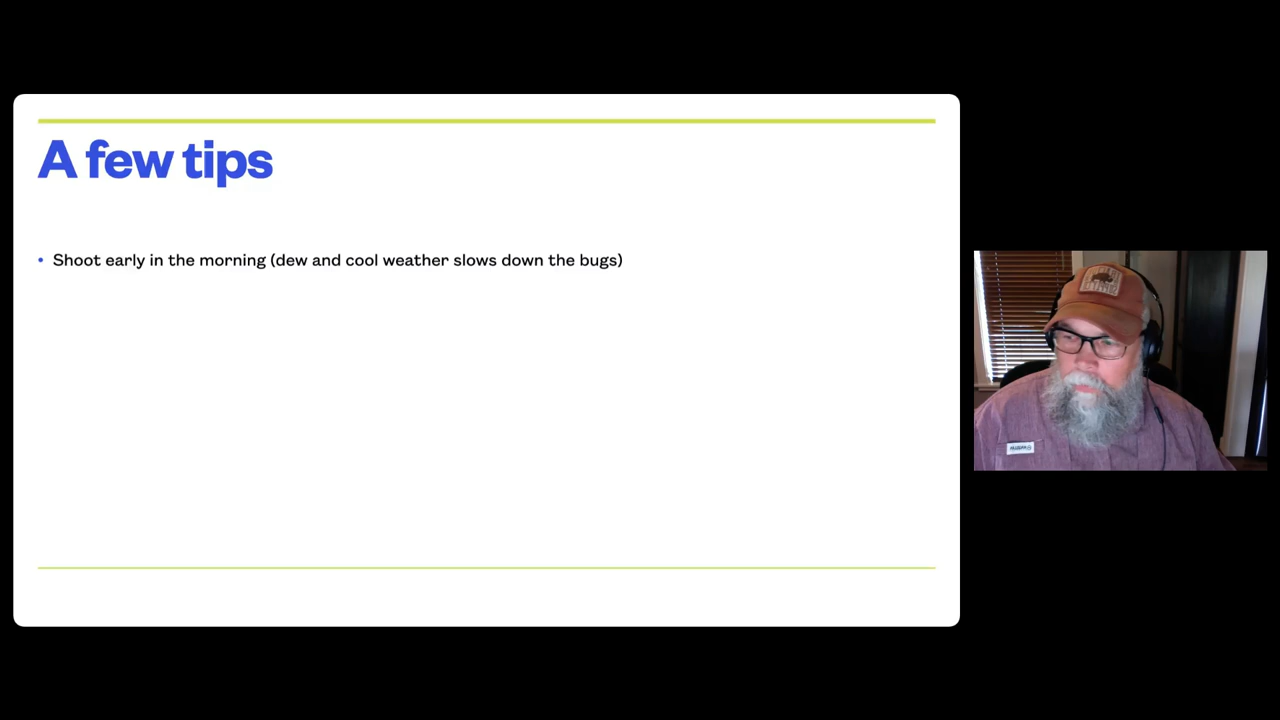 A few tips
• Shoot early in the morning (dew and cool weather slows down the bugs)